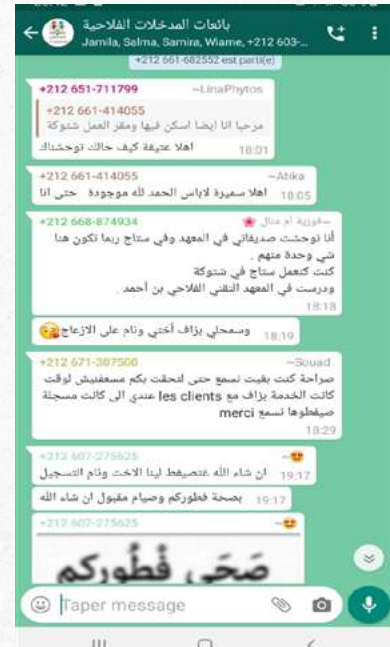 بائعات المدخلات الفلاحية
Jamila, Salma, Samira, Wiame, +212 603-...
+212 661-682552 est parti(e)
+212 651-711799 ~LinaPhytos
+212 661-414055
مرحبا انا ايضا اسكن فيها ومقر العمل شتوكة
اهلا عتيقة كيف حالك توحشناك 18:01
+212 661-414055 ~Atika
اهلا سميرة لاباس الحمد لله موجودة حتى انا 18:05
+212 668-874934 ~فوزية أم منال 🌸
أنا توحشت صديقاتي في المعهد وفي ستاج ربما تكون هنا
شي وحدة منهم .
كنت كنعمل ستاج في شتوكة
ودرست في المعهد التقني الفلاحي بن أحمد .
18:18
وسمحلي بزاف أختي وئام على الازعاج😘 18:19
+212 671-307500 ~Souad
صراحة كنت بغيت نسمع حتى لتحقت بكم مسعفنيش لوقت
كانت الخدمة بزاف مع les clients عندي الى كانت مسجلة
صيفطوها نسمع merci
18:29
+212 607-275625 ~😍
ان شاء الله غتصيفط لينا الاخت وئام التسجيل 19:17
بصحة فطوركم وصيام مقبول ان شاء الله 19:17
+212 607-275625 ~😍
صَحَى فْطُوركم
Taper message